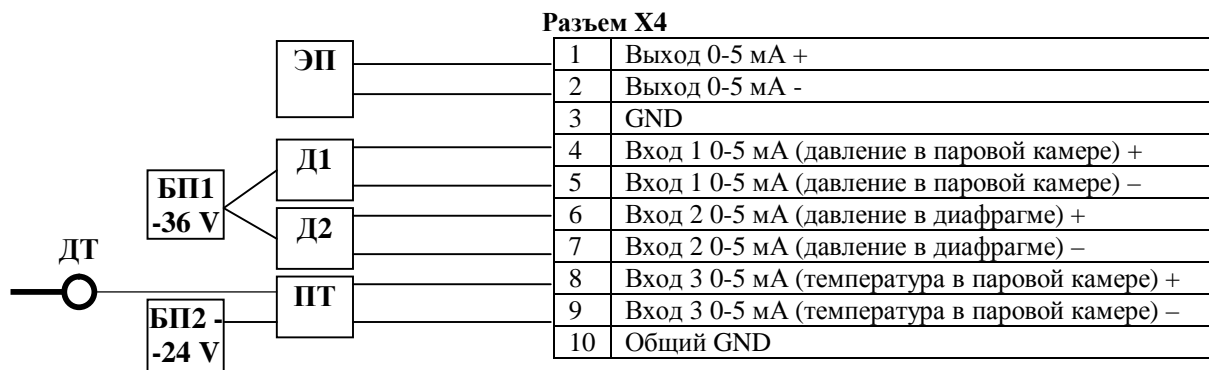 Разъем X4
ЭП
1 Выход 0-5 мА +
2 Выход 0-5 мА -
3 GND
Д1
4 Вход 1 0-5 мА (давление в паровой камере) +
5 Вход 1 0-5 мА (давление в паровой камере) –
БП1
-36 V
Д2
6 Вход 2 0-5 мА (давление в диафрагме) +
7 Вход 2 0-5 мА (давление в диафрагме) –
ДТ
ПТ
8 Вход 3 0-5 мА (температура в паровой камере) +
9 Вход 3 0-5 мА (температура в паровой камере) –
БП2 -
-24 V
10 Общий GND